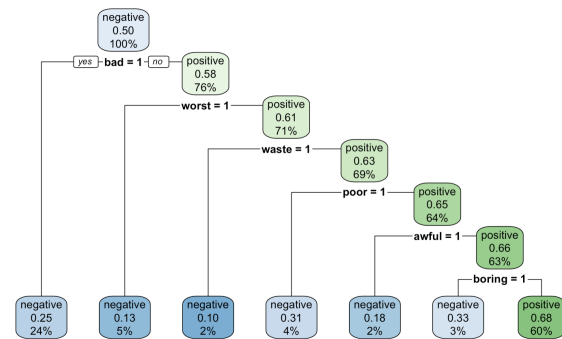 negative
0.50
100%
yes bad = 1 no
positive
0.58
76%
worst = 1
positive
0.61
71%
waste = 1
positive
0.63
69%
poor = 1
positive
0.65
64%
awful = 1
positive
0.66
63%
boring = 1
negative
0.25
24%
negative
0.13
5%
negative
0.10
2%
negative
0.31
4%
negative
0.18
2%
negative
0.33
3%
positive
0.68
60%